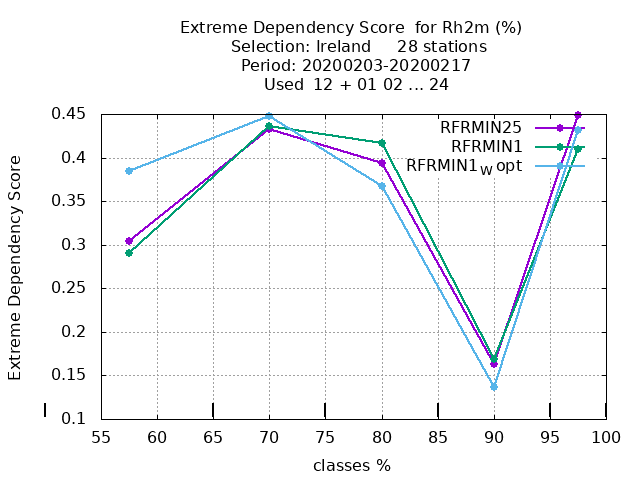 Extreme Dependency Score  for Rh2m (%)
Selection: Ireland     28 stations
Period: 20200203-20200217
Used  12 + 01 02 ... 24
Extreme Dependency Score
0.45
0.4
0.35
0.3
0.25
0.2
0.15
0.1
RFRMIN25
RFRMIN1
RFRMIN1w opt
55 60 65 70 75 80 85 90 95 100
classes %